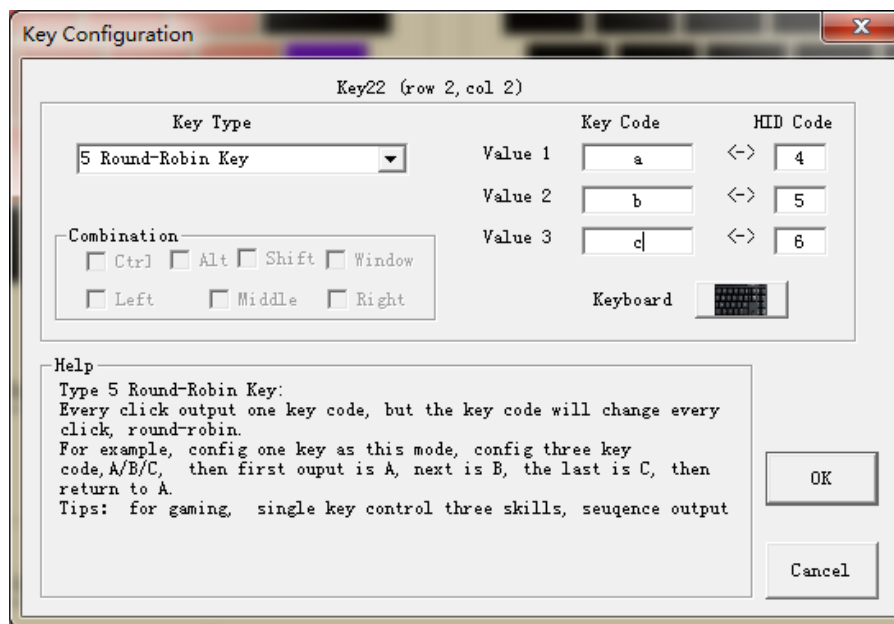 Key Configuration
Key22 (row 2, col 2)
Key Type
Key Code
HID Code
5 Round-Robin Key
Value 1
a
<->
4
Value 2
b
<->
5
Value 3
c
<->
6
Combination
Ctrl
Alt
Shift
Window
Left
Middle
Right
Keyboard
Help
Type 5 Round-Robin Key:
Every click output one key code, but the key code will change every
click, round-robin.
For example, config one key as this mode, config three key
code,A/B/C, then first ouput is A, next is B, the last is C, then
return to A.
Tips: for gaming, single key control three skills, seuqence output
OK
Cancel